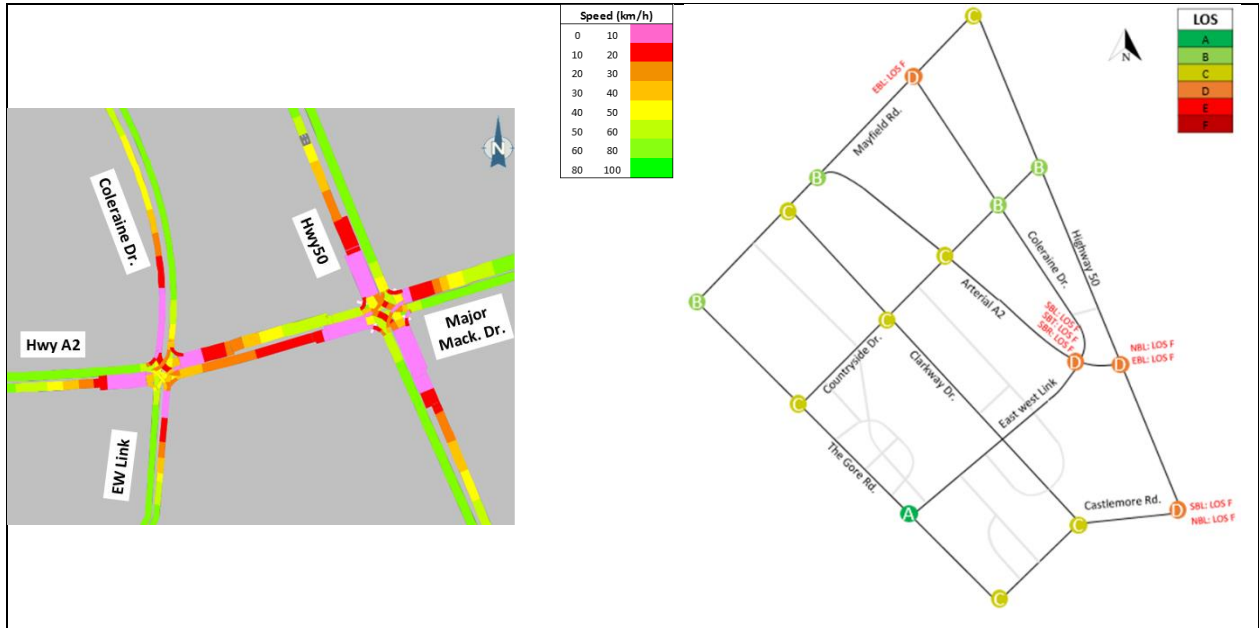 Speed (km/h)
0 10
10 20
20 30
30 40
40 50
50 60
60 80
80 100
N
Coleraine Dr.
Hwy50
Hwy A2
Major
Mack. Dr.
EW Link
LOS
A
B
C
D
E
F
N
C
EBL: LOS F
D
Mayfield Rd.
B
B
C
B
Coleraine Dr.
Highway 50
C
Arterial A2
B
SBL: LOS F
SBT: LOS F
SBR: LOS F
C
D
D
NBL: LOS F
EBL: LOS F
Countryside Dr.
Clarkway Dr.
East west Link
C
The Gore Rd.
A
Castlemore Rd.
C
D
SBL: LOS F
NBL: LOS F
C